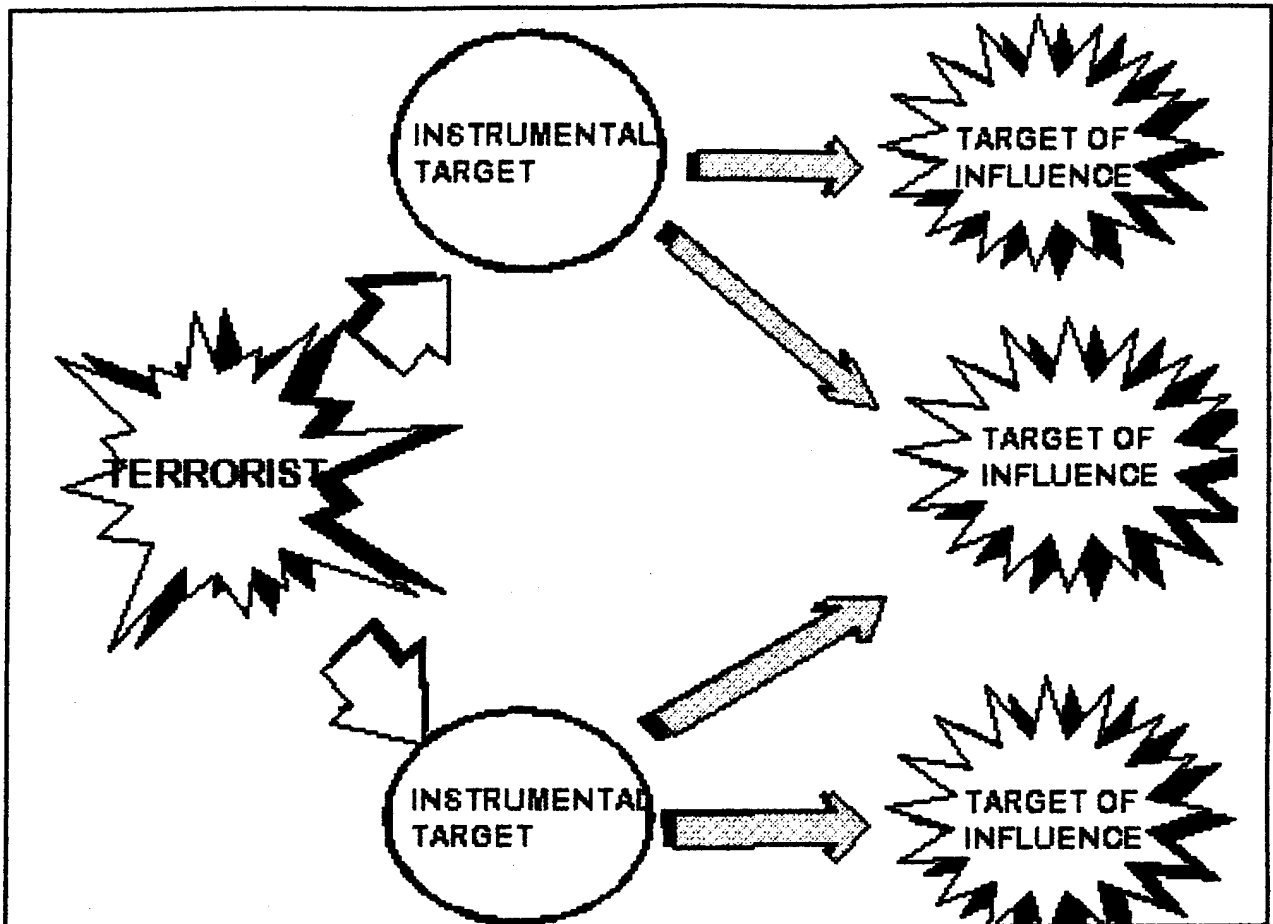 INSTRUMENTAL
TARGET
TARGET OF
INFLUENCE
TERRORIST
TARGET OF
INFLUENCE
INSTRUMENTAL
TARGET
TARGET OF
INFLUENCE